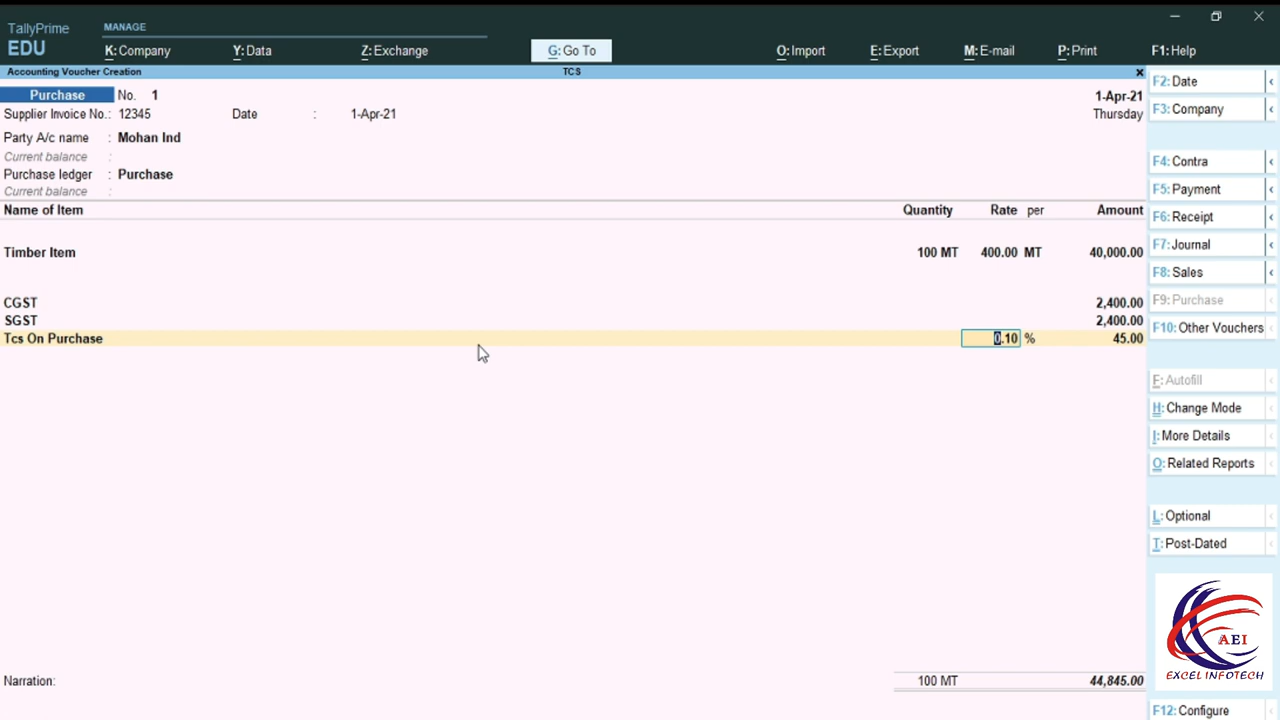 TallyPrime
EDU
MANAGE
K: Company Y: Data Z: Exchange G: Go To O: Import E: Export M: E-mail P: Print F1: Help
Accounting Voucher Creation TCS x
Purchase No. 1 1-Apr-21
Supplier Invoice No.: 12345 Date : 1-Apr-21 Thursday
Party A/c name : Mohan Ind
Current balance :
Purchase ledger : Purchase
Current balance :
Name of Item Quantity Rate per Amount
Timber Item 100 MT 400.00 MT 40,000.00
CGST 2,400.00
SGST 2,400.00
Tcs On Purchase 0.10 % 45.00
Narration: 100 MT 44,845.00
F2: Date
F3: Company
F4: Contra
F5: Payment
F6: Receipt
F7: Journal
F8: Sales
F9: Purchase
F10: Other Vouchers
F: Autofill
H: Change Mode
I: More Details
O: Related Reports
L: Optional
T: Post-Dated
AEI
EXCEL INFOTECH
F12: Configure